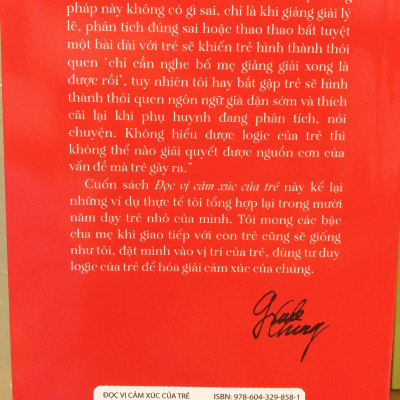 pháp này không có gì sai, chỉ là khi giảng giải lý
lẽ, phân tích đúng sai hoặc thao thao bất tuyệt
một bài dài với trẻ sẽ khiến trẻ hình thành thói
quen ‘chỉ cần nghe bố mẹ giảng giải xong là
được rồi’, tuy nhiên tôi hay bắt gặp trẻ sẽ hình
thành thói quen ngôn ngữ già dặn sớm và thích
cãi lại khi phụ huynh đang phân tích, nói
chuyện. Không hiểu được logic của trẻ thì
không thể nào giải quyết được nguồn cơn của
vấn đề mà trẻ gây ra.”
Cuốn sách Đọc vị cảm xúc của trẻ này kể lại
những ví dụ thực tế tôi tổng hợp lại trong mười
năm dạy trẻ nhỏ của mình. Tôi mong các bậc
cha mẹ khi giao tiếp với con trẻ cũng sẽ giống
như tôi, đặt mình vào vị trí của trẻ, dùng tư duy
logic của trẻ để hóa giải cảm xúc của chúng.
ĐỌC VỊ CẢM XÚC CỦA TRẺ ISBN: 978-604-329-858-1